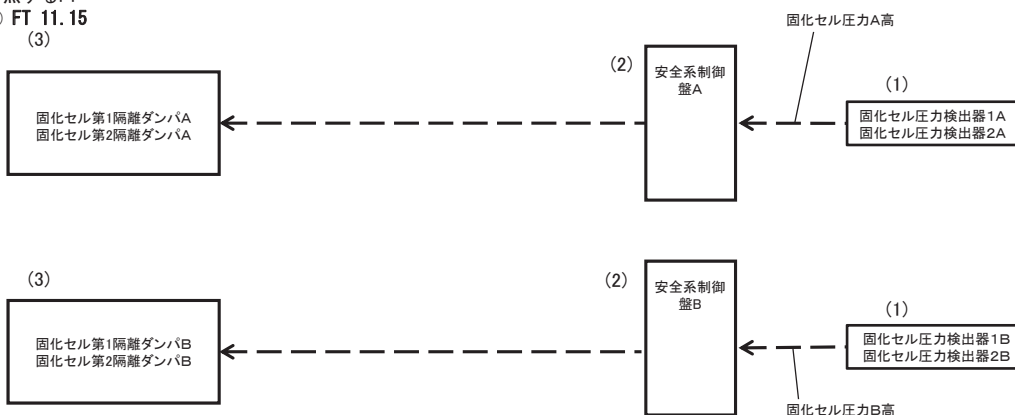 FT 11.15
(3)
固化セル第1隔離ダンパA
固化セル第2隔離ダンパA
(2)
安全系制御
盤A
固化セル圧力A高
(1)
固化セル圧力検出器1A
固化セル圧力検出器2A
(3)
固化セル第1隔離ダンパB
固化セル第2隔離ダンパB
(2)
安全系制御
盤B
(1)
固化セル圧力検出器1B
固化セル圧力検出器2B
固化セル圧力B高